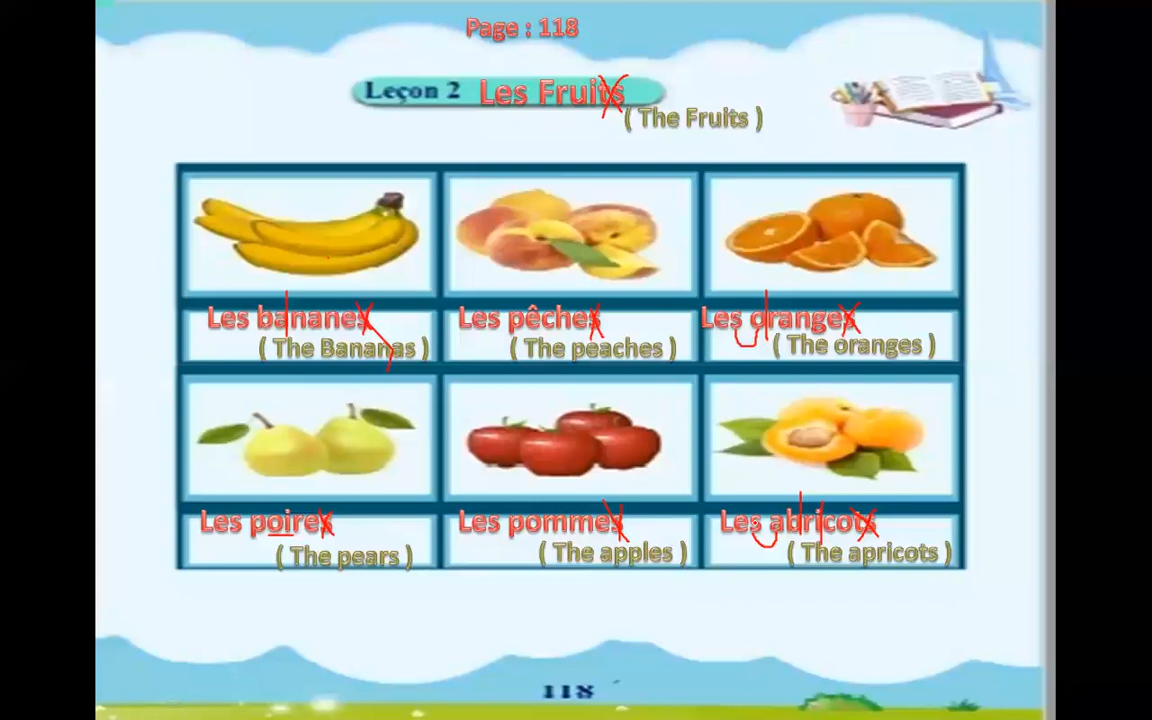 Page : 118
Leçon 2 Les Fruits
( The Fruits )
Les bananes
( The Bananas )
Les pêches
( The peaches )
Les oranges
( The oranges )
Les poires
( The pears )
Les pommes
( The apples )
Les abricots
( The apricots )
118